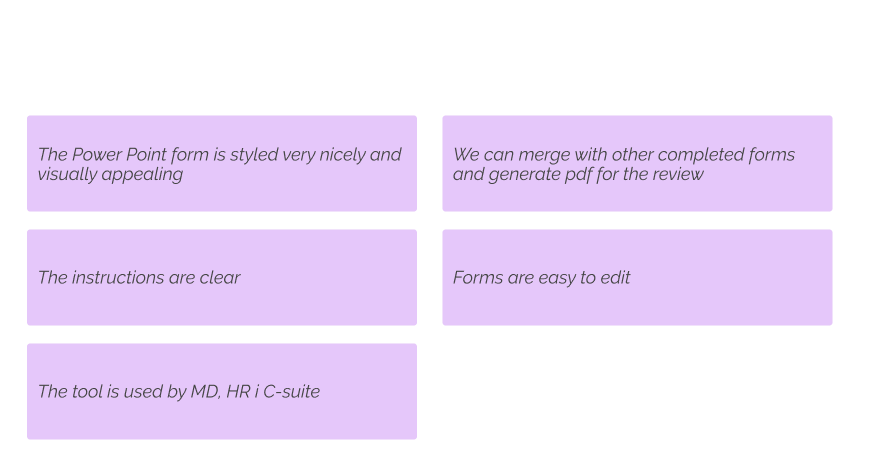 The Power Point form is styled very nicely and
visually appealing
We can merge with other completed forms
and generate pdf for the review
The instructions are clear
Forms are easy to edit
The tool is used by MD, HR i C-suite